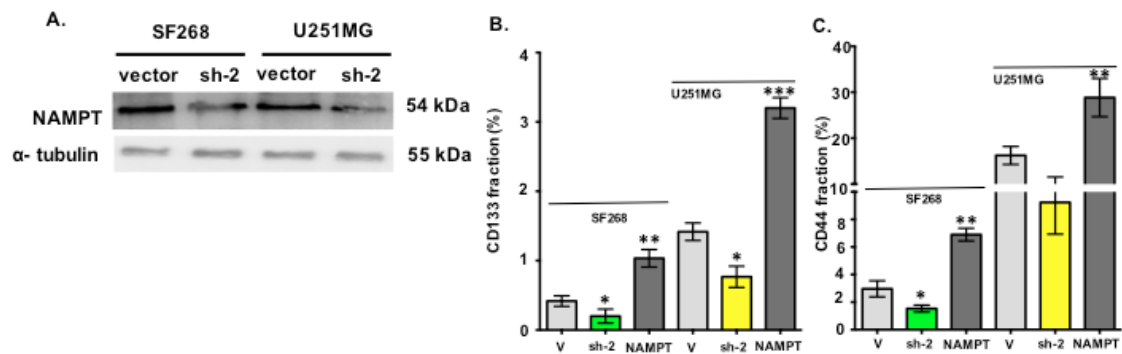 A.
SF268 U251MG
vector sh-2 vector sh-2
NAMPT 54 kDa
α- tubulin 55 kDa
B.
CD133 fraction (%)
4
3
2
1
0
U251MG
***
SF268
**
*
*
V sh-2 NAMPT V sh-2 NAMPT
C.
CD44 fraction (%)
40
30
20
10
8
6
4
2
0
U251MG
**
SF268
**
*
V sh-2 NAMPT V sh-2 NAMPT